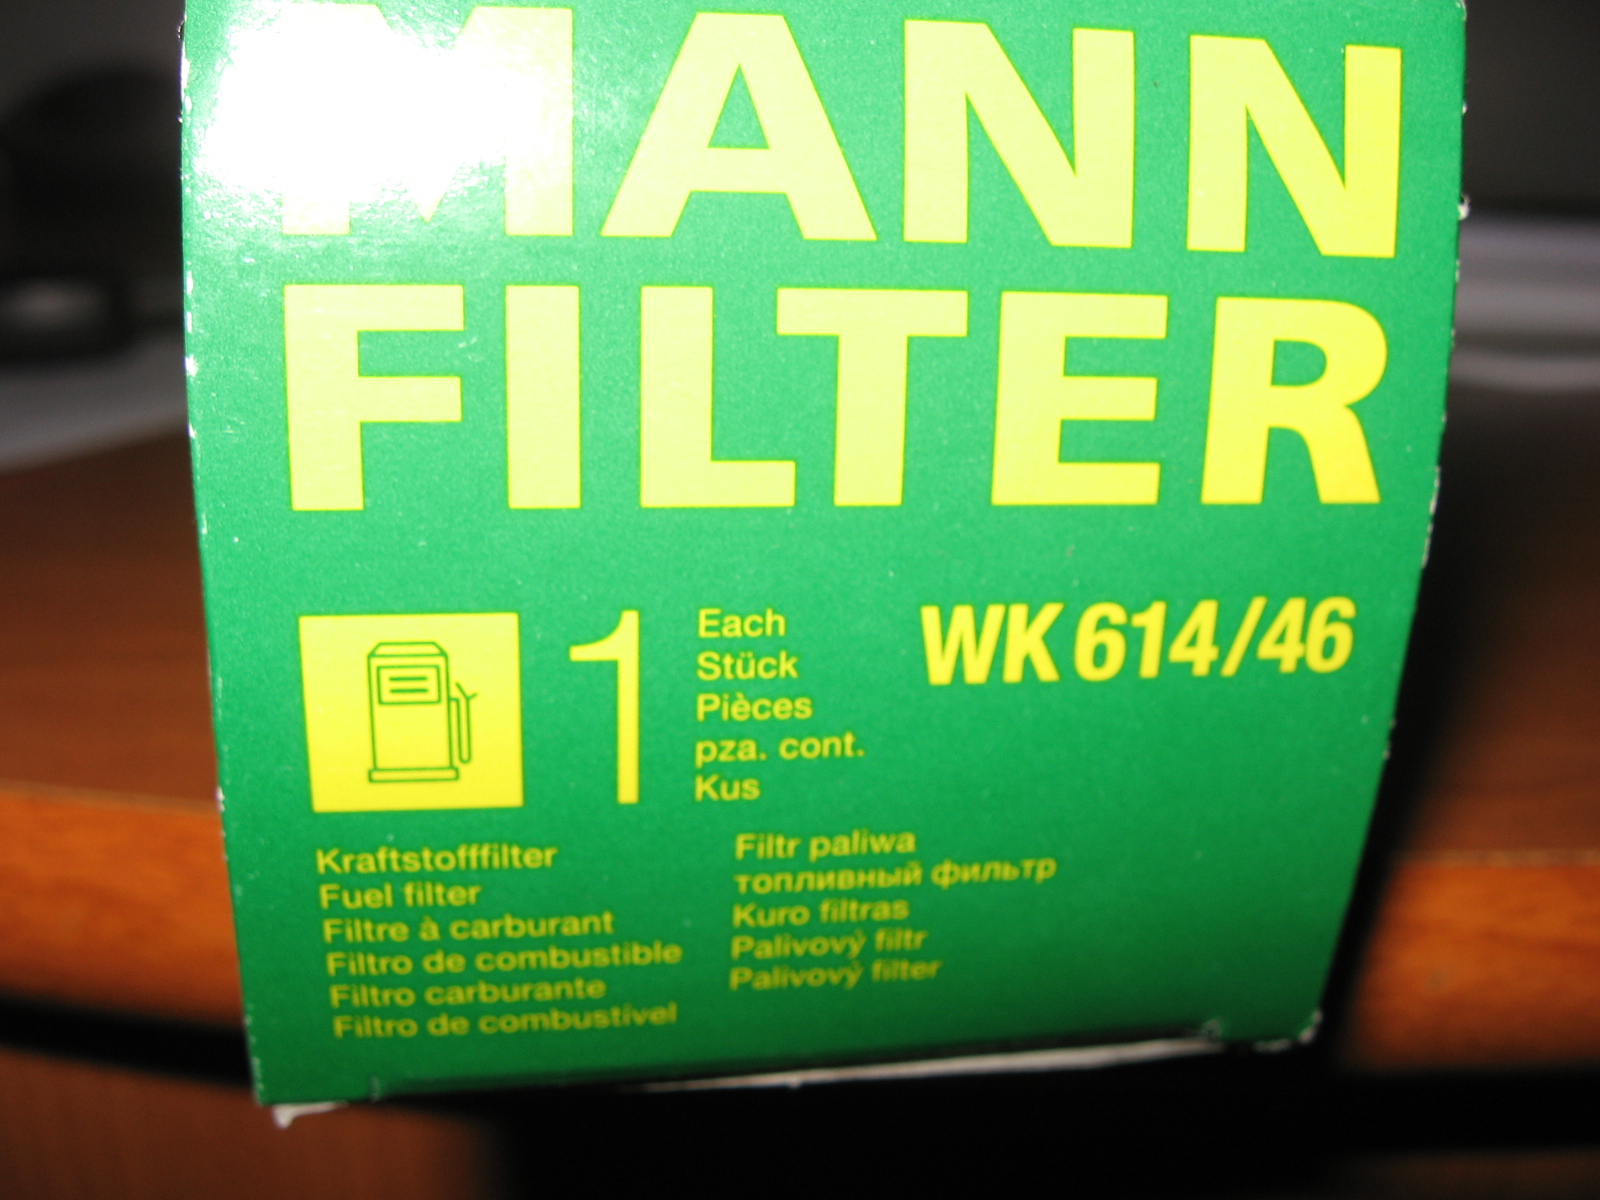 MANN
FILTER
1
Each
Stück
Pièces
pza. cont.
Kus
WK 614/46
Kraftstofffilter
Fuel filter
Filtre à carburant
Filtro de combustible
Filtro carburante
Filtro de combustível
Filtr paliwa
топливный фильтр
Kuro filtras
Palivový filtr
Palivový filter